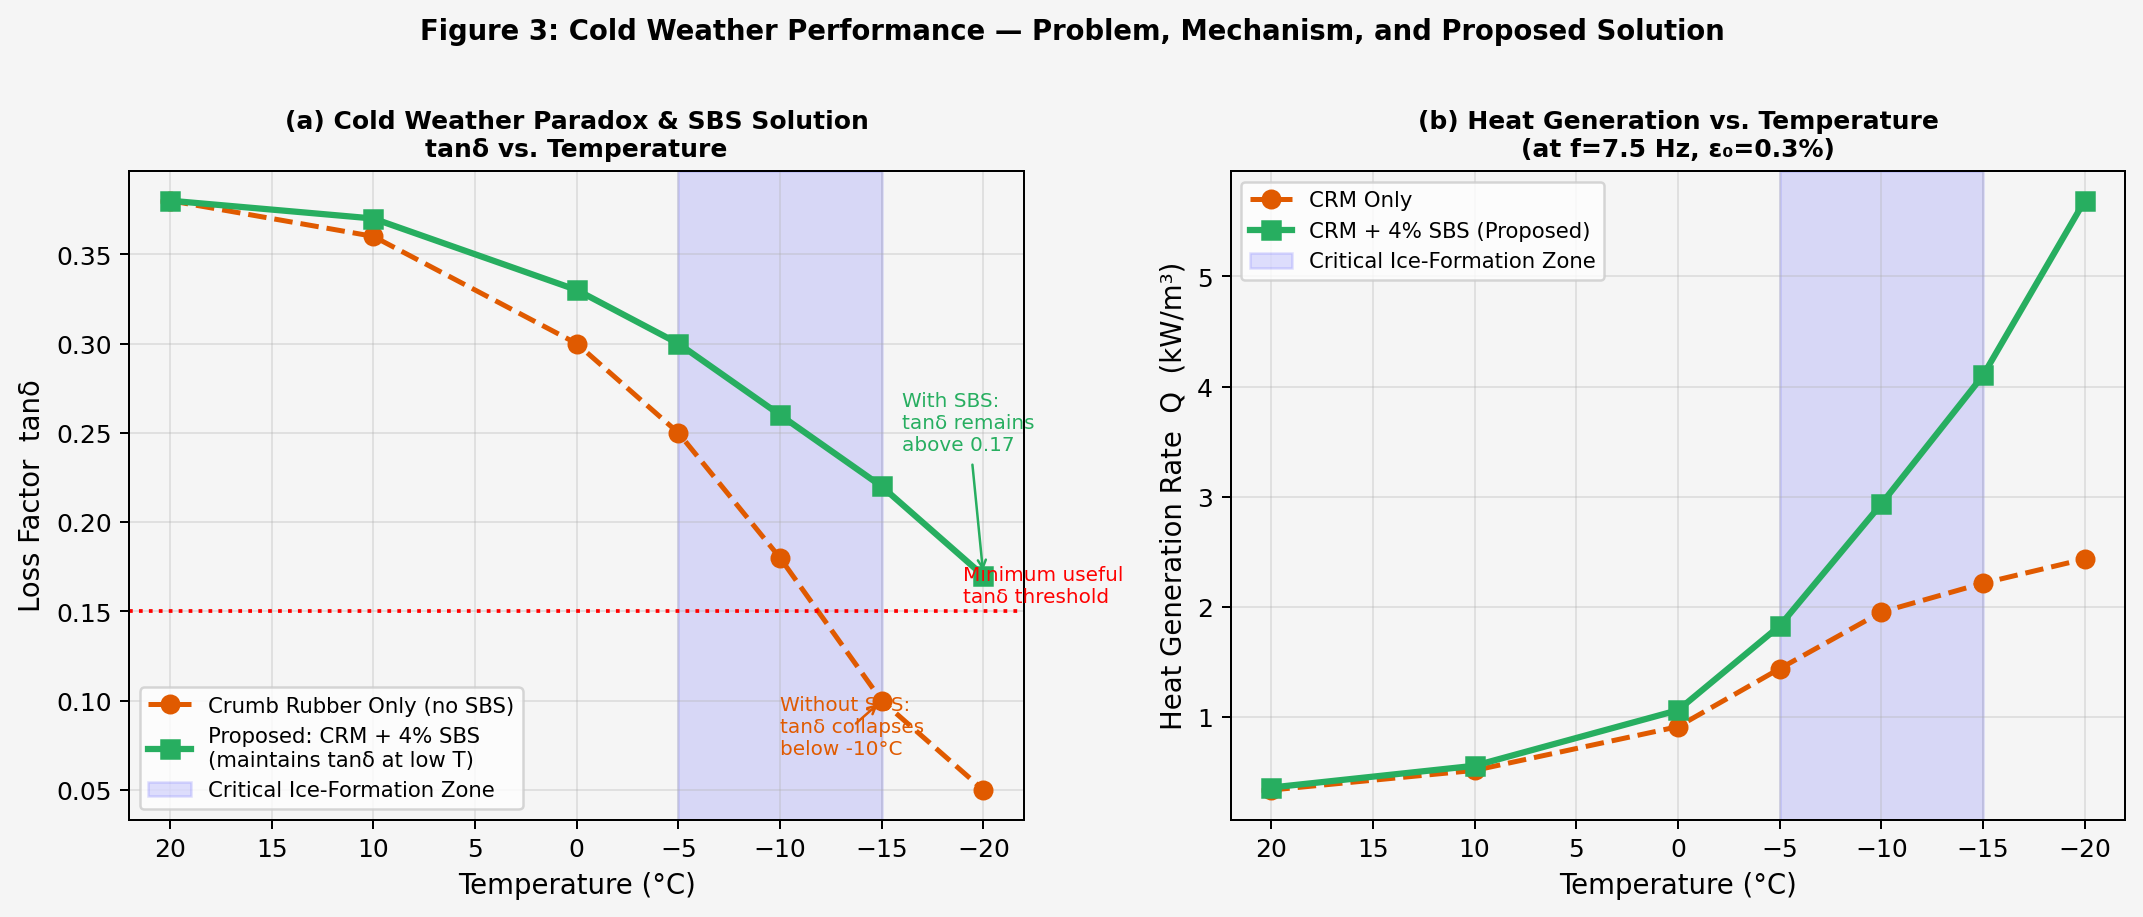 Figure 3: Cold Weather Performance — Problem, Mechanism, and Proposed Solution
(a) Cold Weather Paradox & SBS Solution
tanδ vs. Temperature
Loss Factor  tanδ
0.35
0.30
0.25
0.20
0.15
0.10
0.05
With SBS:
tanδ remains
above 0.17
Minimum useful
tanδ threshold
Without SBS:
tanδ collapses
below -10°C
Crumb Rubber Only (no SBS)
Proposed: CRM + 4% SBS
(maintains tanδ at low T)
Critical Ice-Formation Zone
20 15 10 5 0 −5 −10 −15 −20
Temperature (°C)
(b) Heat Generation vs. Temperature
(at f=7.5 Hz, ε₀=0.3%)
Heat Generation Rate  Q  (kW/m³)
CRM Only
CRM + 4% SBS (Proposed)
Critical Ice-Formation Zone
5
4
3
2
1
20 15 10 5 0 −5 −10 −15 −20
Temperature (°C)